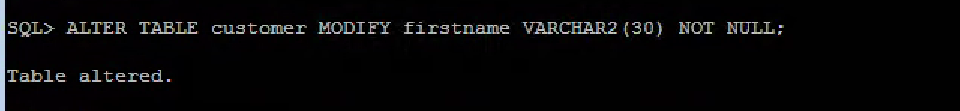 SQL> ALTER TABLE customer MODIFY firstname VARCHAR2(30) NOT NULL;
Table altered.